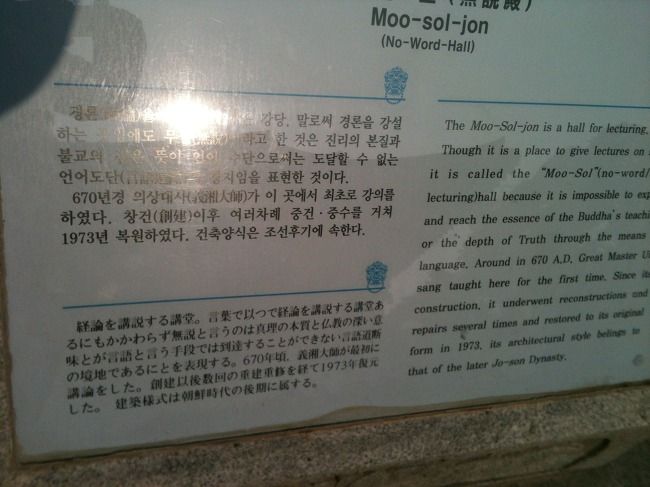 (無説殿)
Moo-sol-jon
(No-Word-Hall)
강당. 말로써 경론을 강설
하는 라고 한 것은 진리의 본질과
불교의 깊은 뜻이 언어 수단으로써는 도달할 수 없는
언어도단 경지임을 표현한 것이다.
670년경 의상대사(義湘大師)가 이 곳에서 최초로 강의를
하였다. 창건(創建)이후 여러차례 중건·중수를 거쳐
1973년 복원하였다. 건축양식은 조선후기에 속한다.
経論を講説する講堂。言葉で以つて経論を講説する講堂あ
るにもかかわらず無説と言うのは真理の本質と仏教の深い意
味とが言語と言う手段では到達することができない言語道断
の境地であることを表現する。670年頃、義湘大師が最初に
講論をした。創建以後数回の重建重修を経て1973年復元
した。 建築様式は朝鮮時代の後期に属する。
The Moo-Sol-jon is a hall for lecturing.
Though it is a place to give lectures on
it is called the "Moo-Sol"(no-word/
lecturing)hall because it is impossible to
and reach the essence of the Buddha's
or the depth of Truth through the means
language. Around in 670 A.D. Great Master
sang taught here for the first time. Since
construction, it underwent reconstructions and
repairs several times and restored to its original
form in 1973, its architectural style belongs to
that of the later Jo-son Dynasty.